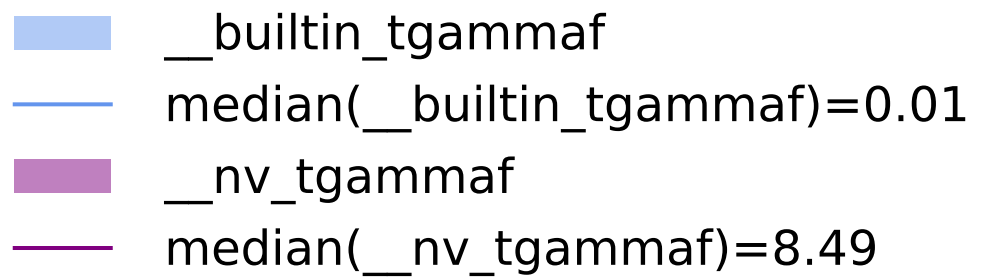 __builtin_tgammaf
median(__builtin_tgammaf)=0.01
__nv_tgammaf
median(__nv_tgammaf)=8.49